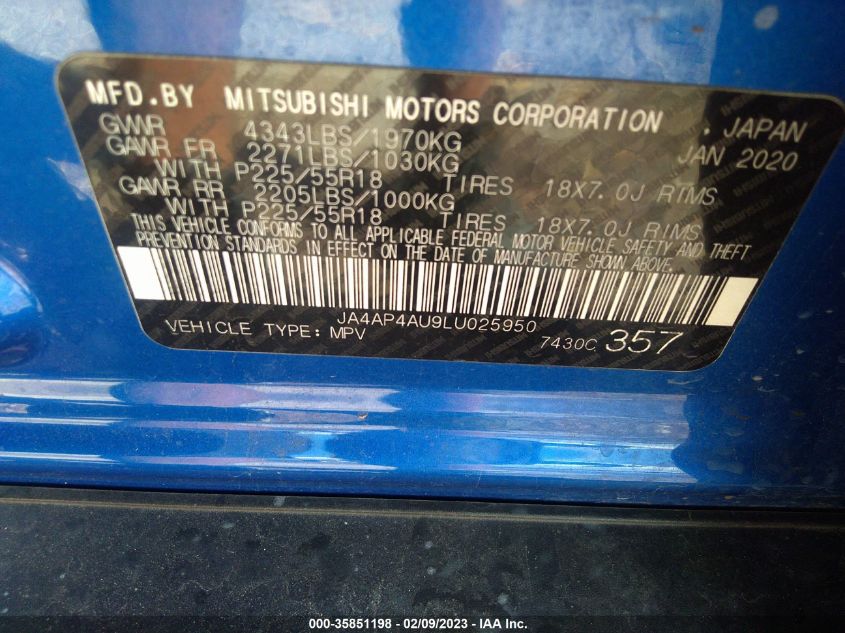 MFD.BY MITSUBISHI MOTORS CORPORATION . JAPAN
GVWR 4343LBS/1970KG JAN 2020
GAWR FR 2271LBS/1030KG
WITH P225/55R18 TIRES 18X7.0J RIMS
GAWR RR 2205LBS/1000KG
WITH P225/55R18 TIRES 18X7.0J RIMS
THIS VEHICLE CONFORMS TO ALL APPLICABLE FEDERAL MOTOR VEHICLE SAFETY AND THEFT
PREVENTION STANDARDS IN EFFECT ON THE DATE OF MANUFACTURE SHOWN ABOVE.
JA4AP4AU9LU025950
VEHICLE TYPE: MPV 7430C 357
000-35851198 - 02/09/2023 - IAA Inc.